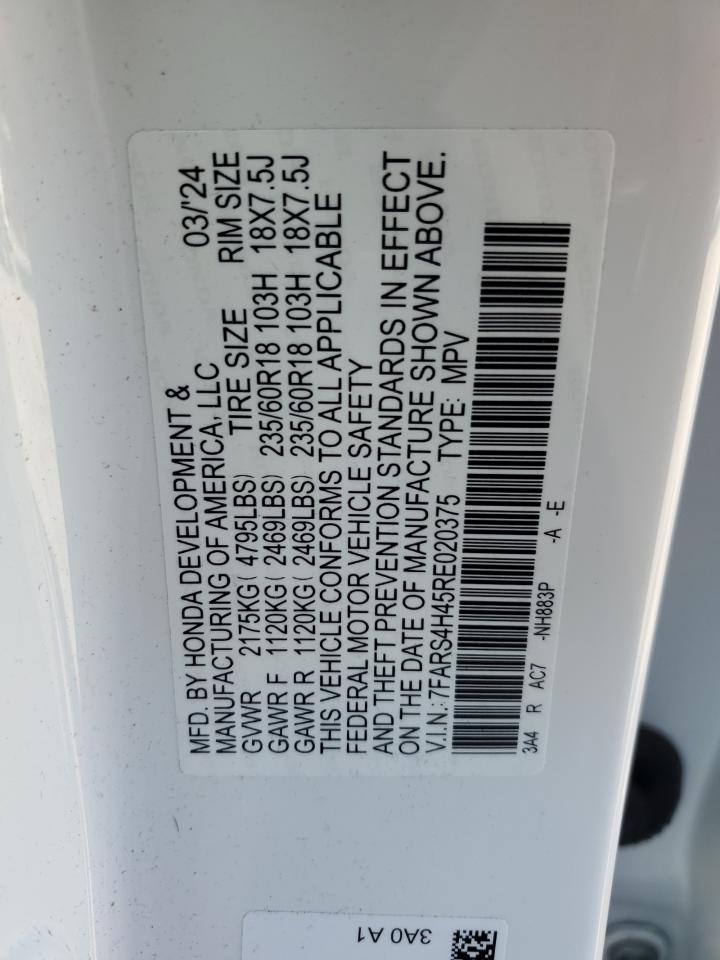 MFD. BY HONDA DEVELOPMENT & 03/'24
MANUFACTURING OF AMERICA, LLC
GVWR 2175KG( 4795LBS) TIRE SIZE RIM SIZE
GAWR F 1120KG( 2469LBS) 235/60R18 103H 18X7.5J
GAWR R 1120KG( 2469LBS) 235/60R18 103H 18X7.5J
THIS VEHICLE CONFORMS TO ALL APPLICABLE
FEDERAL MOTOR VEHICLE SAFETY
AND THEFT PREVENTION STANDARDS IN EFFECT
ON THE DATE OF MANUFACTURE SHOWN ABOVE.
V.I.N.: 7FARS4H45RE020375 TYPE: MPV
3A4 R AC7 -NH883P -A -E
3A0 A1